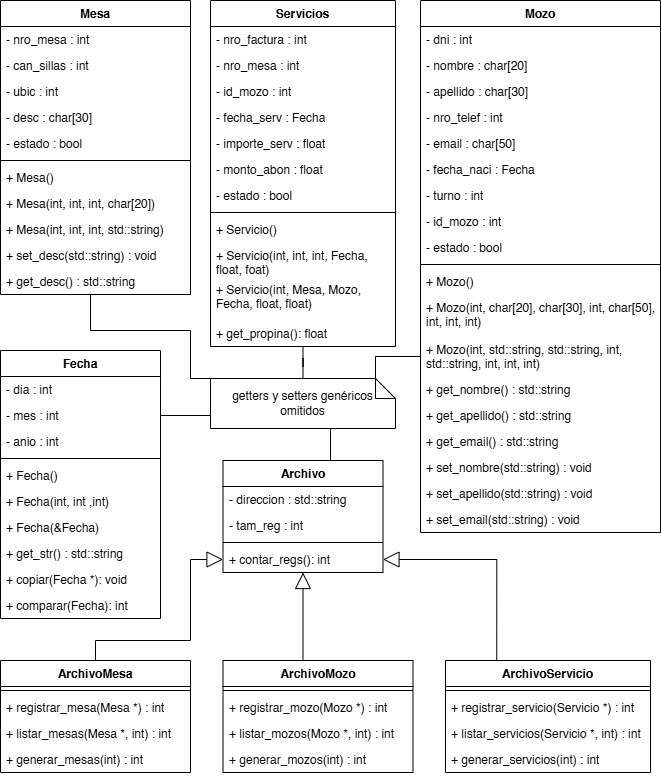 Mesa
- nro_mesa : int
- can_sillas : int
- ubic : int
- desc : char[30]
- estado : bool
+ Mesa()
+ Mesa(int, int, int, char[20])
+ Mesa(int, int, int, std::string)
+ set_desc(std::string) : void
+ get_desc() : std::string
Servicios
- nro_factura : int
- nro_mesa : int
- id_mozo : int
- fecha_serv : Fecha
- importe_serv : float
- monto_abon : float
- estado : bool
+ Servicio()
+ Servicio(int, int, int, Fecha,
float, foat)
+ Servicio(int, Mesa, Mozo,
Fecha, float, float)
+ get_propina(): float
Mozo
- dni : int
- nombre : char[20]
- apellido : char[30]
- nro_telef : int
- email : char[50]
- fecha_naci : Fecha
- turno : int
- id_mozo : int
- estado : bool
+ Mozo()
+ Mozo(int, char[20], char[30], int, char[50],
int, int, int)
+ Mozo(int, std::string, std::string, int,
std::string, int, int, int)
+ get_nombre() : std::string
+ get_apellido() : std::string
+ get_email() : std::string
+ set_nombre(std::string) : void
+ set_apellido(std::string) : void
+ set_email(std::string) : void
Fecha
- dia : int
- mes : int
- anio : int
+ Fecha()
+ Fecha(int, int ,int)
+ Fecha(&Fecha)
+ get_str() : std::string
+ copiar(Fecha *): void
+ comparar(Fecha): int
getters y setters genéricos
omitidos
Archivo
- direccion : std::string
- tam_reg : int
+ contar_regs(): int
ArchivoMesa
+ registrar_mesa(Mesa *) : int
+ listar_mesas(Mesa *, int) : int
+ generar_mesas(int) : int
ArchivoMozo
+ registrar_mozo(Mozo *) : int
+ listar_mozos(Mozo *, int) : int
+ generar_mozos(int) : int
ArchivoServicio
+ registrar_servicio(Servicio *) : int
+ listar_servicios(Servicio *, int) : int
+ generar_servicios(int) : int